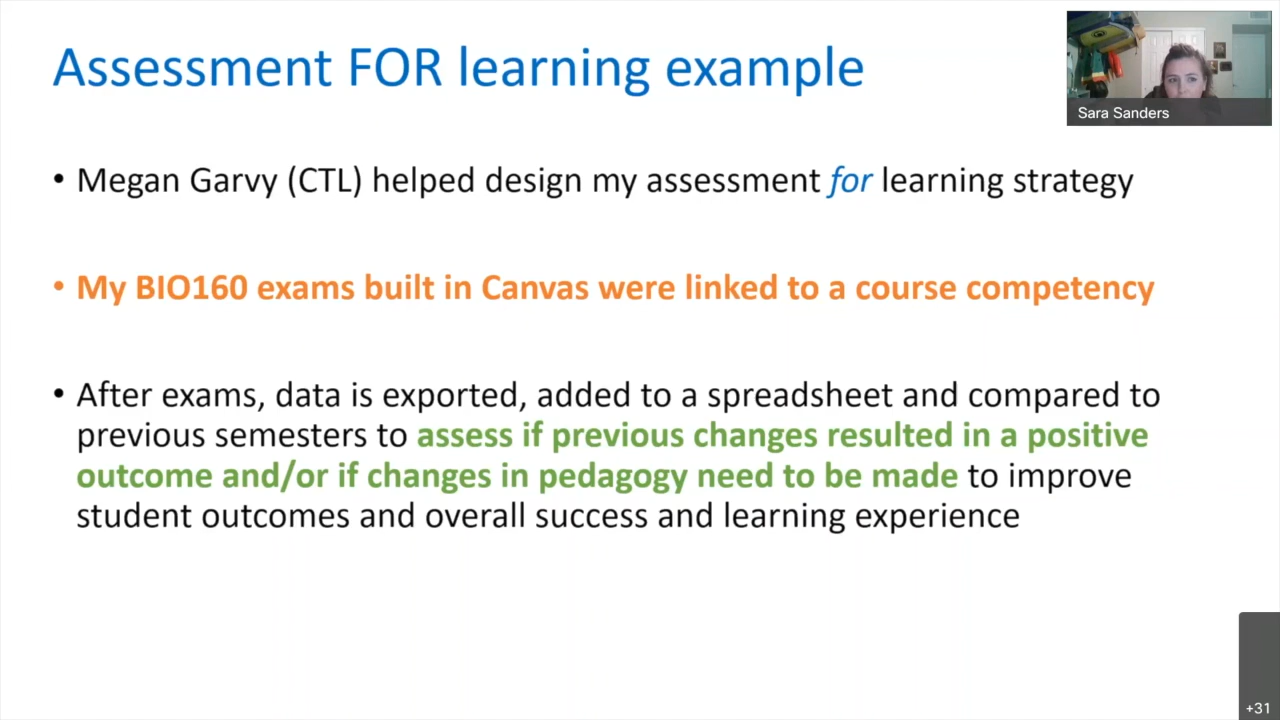 Assessment FOR learning example
Sara Sanders
• Megan Garvy (CTL) helped design my assessment for learning strategy
• My BIO160 exams built in Canvas were linked to a course competency
• After exams, data is exported, added to a spreadsheet and compared to
previous semesters to assess if previous changes resulted in a positive
outcome and/or if changes in pedagogy need to be made to improve
student outcomes and overall success and learning experience
+31